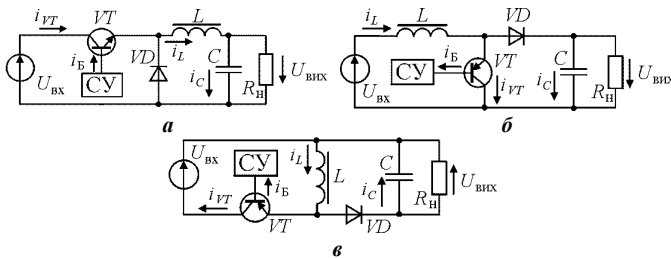 i_VT VT L
i_Б i_L C
VD
СУ i_C R_н U_вих
U_вх
а
i_L L VD
i_Б VT C
СУ i_VT i_C R_н U_вих
U_вх
б
U_вх СУ i_L L C
i_Б i_C R_н U_вих
i_VT VT VD
в